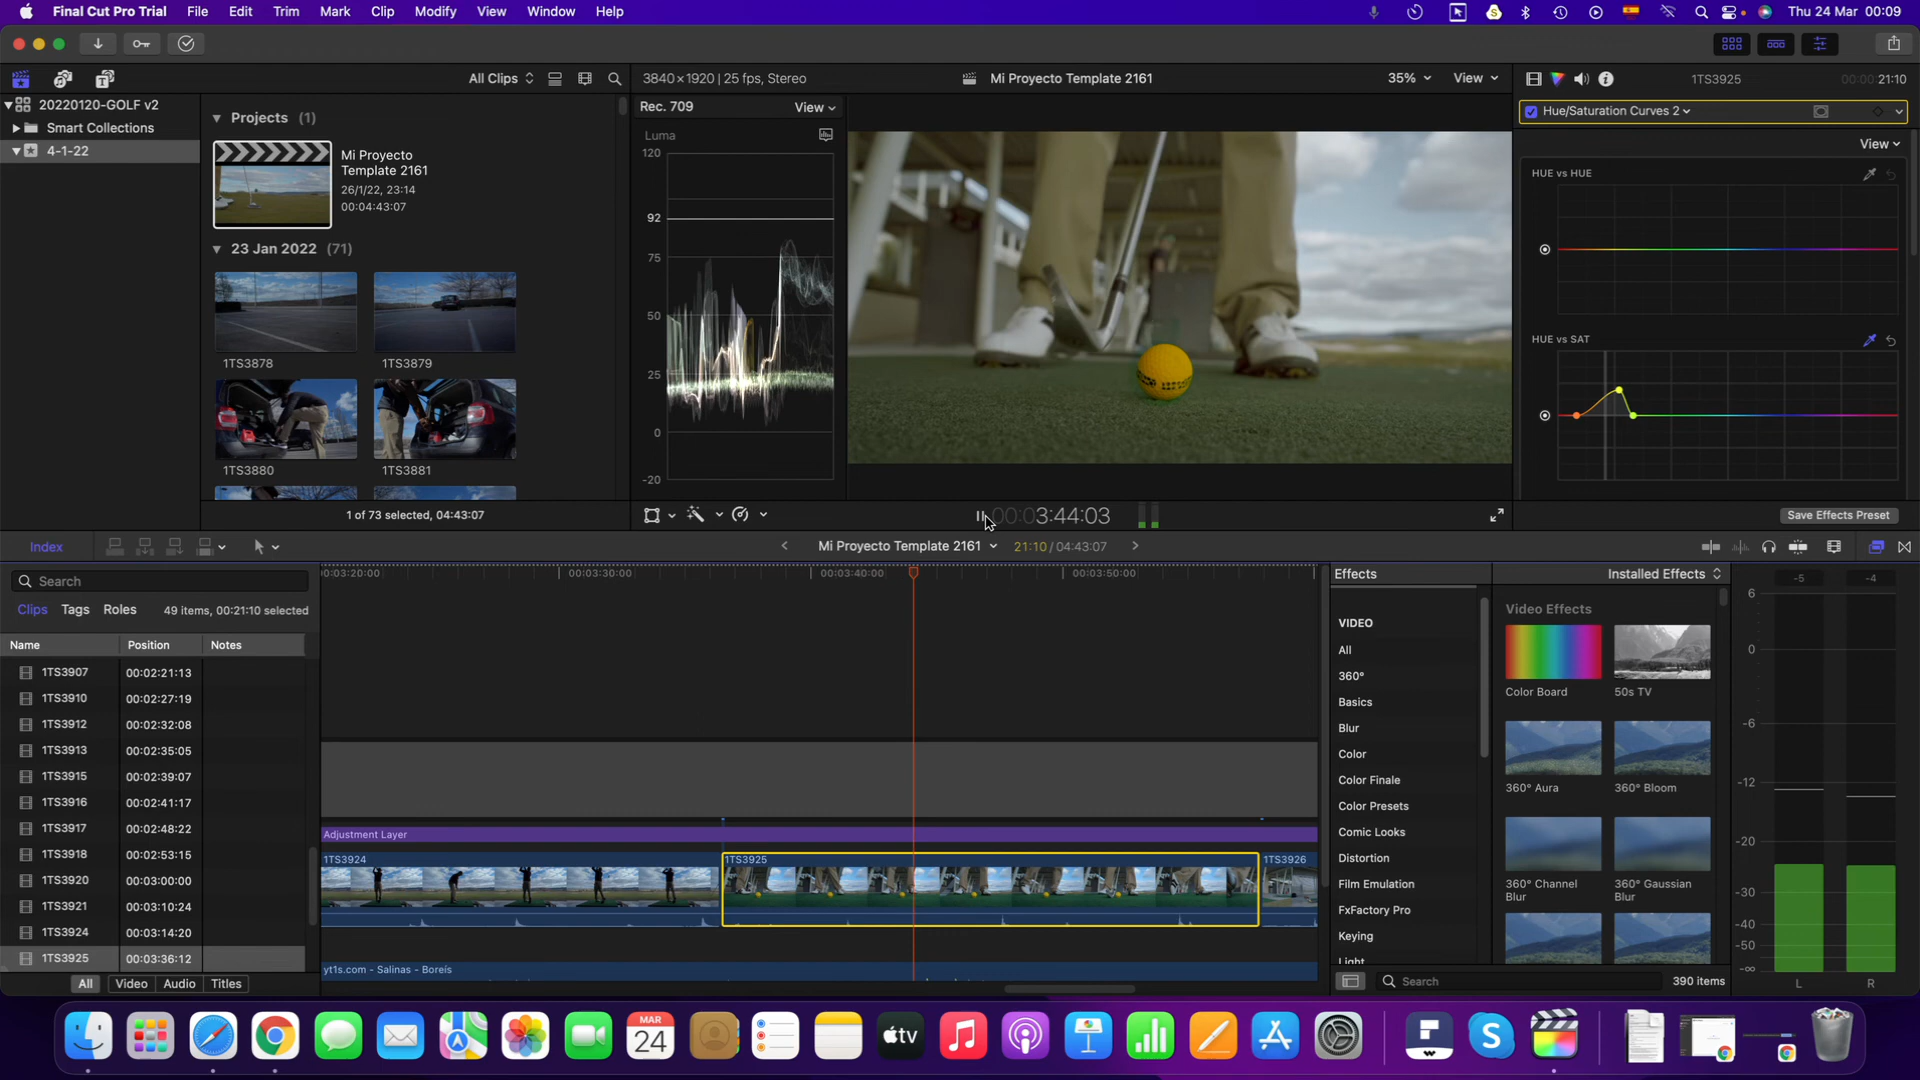 Final Cut Pro Trial File Edit Trim Mark Clip Modify View Window Help Thu 24 Mar 00:09
All Clips 3840×1920 | 25 fps, Stereo Mi Proyecto Template 2161 35% View 1TS3925 00:00:21:10
20220120-GOLF v2
Smart Collections
4-1-22
Projects (1)
Mi Proyecto
Template 2161
26/1/22, 23:14
00:04:43:07
23 Jan 2022 (71)
1TS3878 1TS3879
1TS3880 1TS3881
1 of 73 selected, 04:43:07
Rec. 709 View
Luma
120
92
75
50
25
0
-20
00:03:44:03
Hue/Saturation Curves 2
View
HUE vs HUE
HUE vs SAT
Save Effects Preset
Index Mi Proyecto Template 2161 21:10 / 04:43:07
Search
Clips Tags Roles 49 items, 00:21:10 selected
Name Position Notes
1TS3907 00:02:21:13
1TS3910 00:02:27:19
1TS3912 00:02:32:08
1TS3913 00:02:35:05
1TS3915 00:02:39:07
1TS3916 00:02:41:17
1TS3917 00:02:48:22
1TS3918 00:02:53:15
1TS3920 00:03:00:00
1TS3921 00:03:10:24
1TS3924 00:03:14:20
1TS3925 00:03:36:12
All Video Audio Titles
0:03:20:00 00:03:30:00 00:03:40:00 00:03:50:00
Adjustment Layer
1TS3924 1TS3925 1TS3926
yt1s.com - Salinas - Boreís
Effects Installed Effects
VIDEO
All
360°
Basics
Blur
Color
Color Finale
Color Presets
Comic Looks
Distortion
Film Emulation
FxFactory Pro
Keying
Light
Video Effects
Color Board 50s TV
360° Aura 360° Bloom
360° Channel
Blur
360° Gaussian
Blur
Search 390 items
-5 -4
6
0
-6
-12
-20
-30
-40
-50
-∞
L R
MAR
24
tv